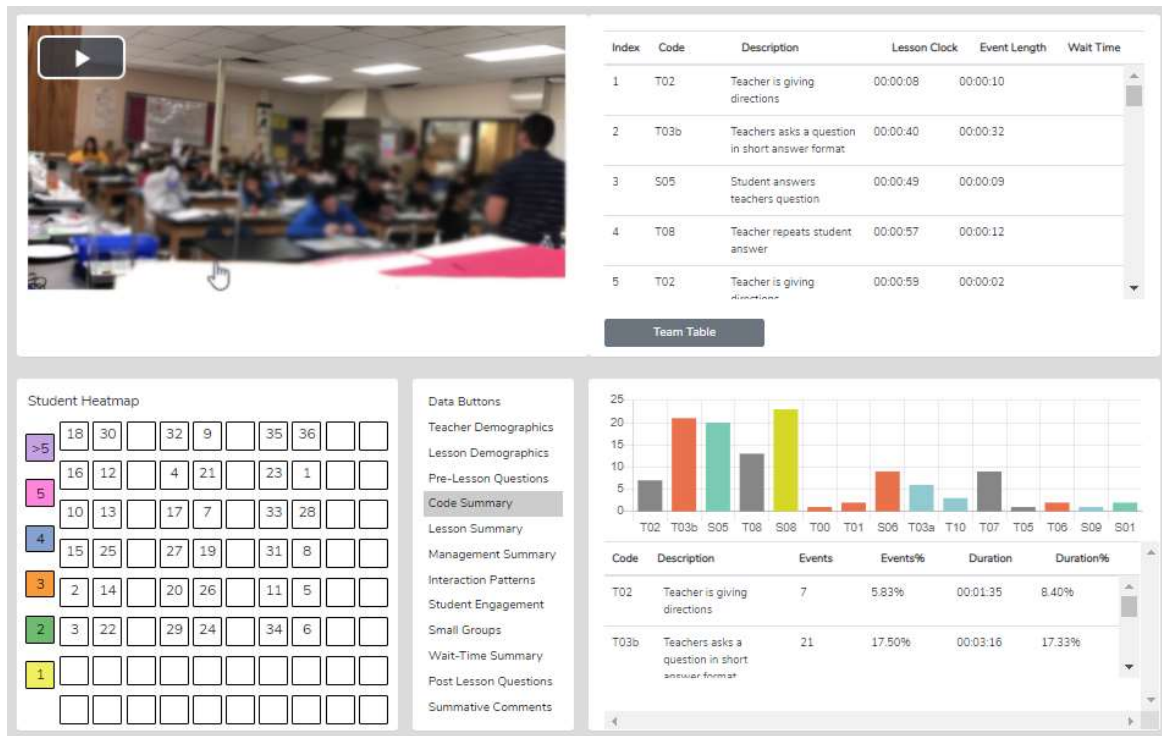 Index Code Description Lesson Clock Event Length Wait Time
1 T02 Teacher is giving 00:00:08 00:00:10
directions
2 T03b Teachers asks a question 00:00:40 00:00:32
in short answer format
3 S05 Student answers 00:00:49 00:00:09
teachers question
4 T08 Teacher repeats student 00:00:57 00:00:12
answer
5 T02 Teacher is giving 00:00:59 00:00:02
directions
Team Table
Student Heatmap
>5
5
4
3
2
1
18 30 32 9 35 36
16 12 4 21 23 1
10 13 17 7 33 28
15 25 27 19 31 8
2 14 20 26 11 5
3 22 29 24 34 6
Data Buttons
Teacher Demographics
Lesson Demographics
Pre-Lesson Questions
Code Summary
Lesson Summary
Management Summary
Interaction Patterns
Student Engagement
Small Groups
Wait-Time Summary
Post Lesson Questions
Summative Comments
25
20
15
10
5
0
T02 T03b S05 T08 S08 T00 T01 S06 T03a T10 T07 T05 T06 S09 S01
Code Description Events Events% Duration Duration%
T02 Teacher is giving 7 5.83% 00:01:35 8.40%
directions
T03b Teachers asks a 21 17.50% 00:03:16 17.33%
question in short
answer format